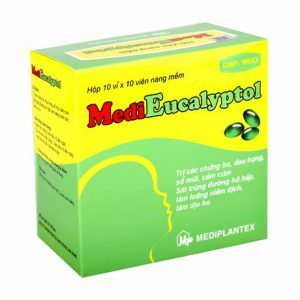 GMP- WHO
Hộp 10 vỉ x 10 viên nang mềm
MediEucalyptol
Trị các chứng ho, đau họng,
sổ mũi, cảm cúm
Sát trùng đường hô hấp,
làm loãng niêm dịch,
làm dịu ho
Mp MEDIPLANTEX